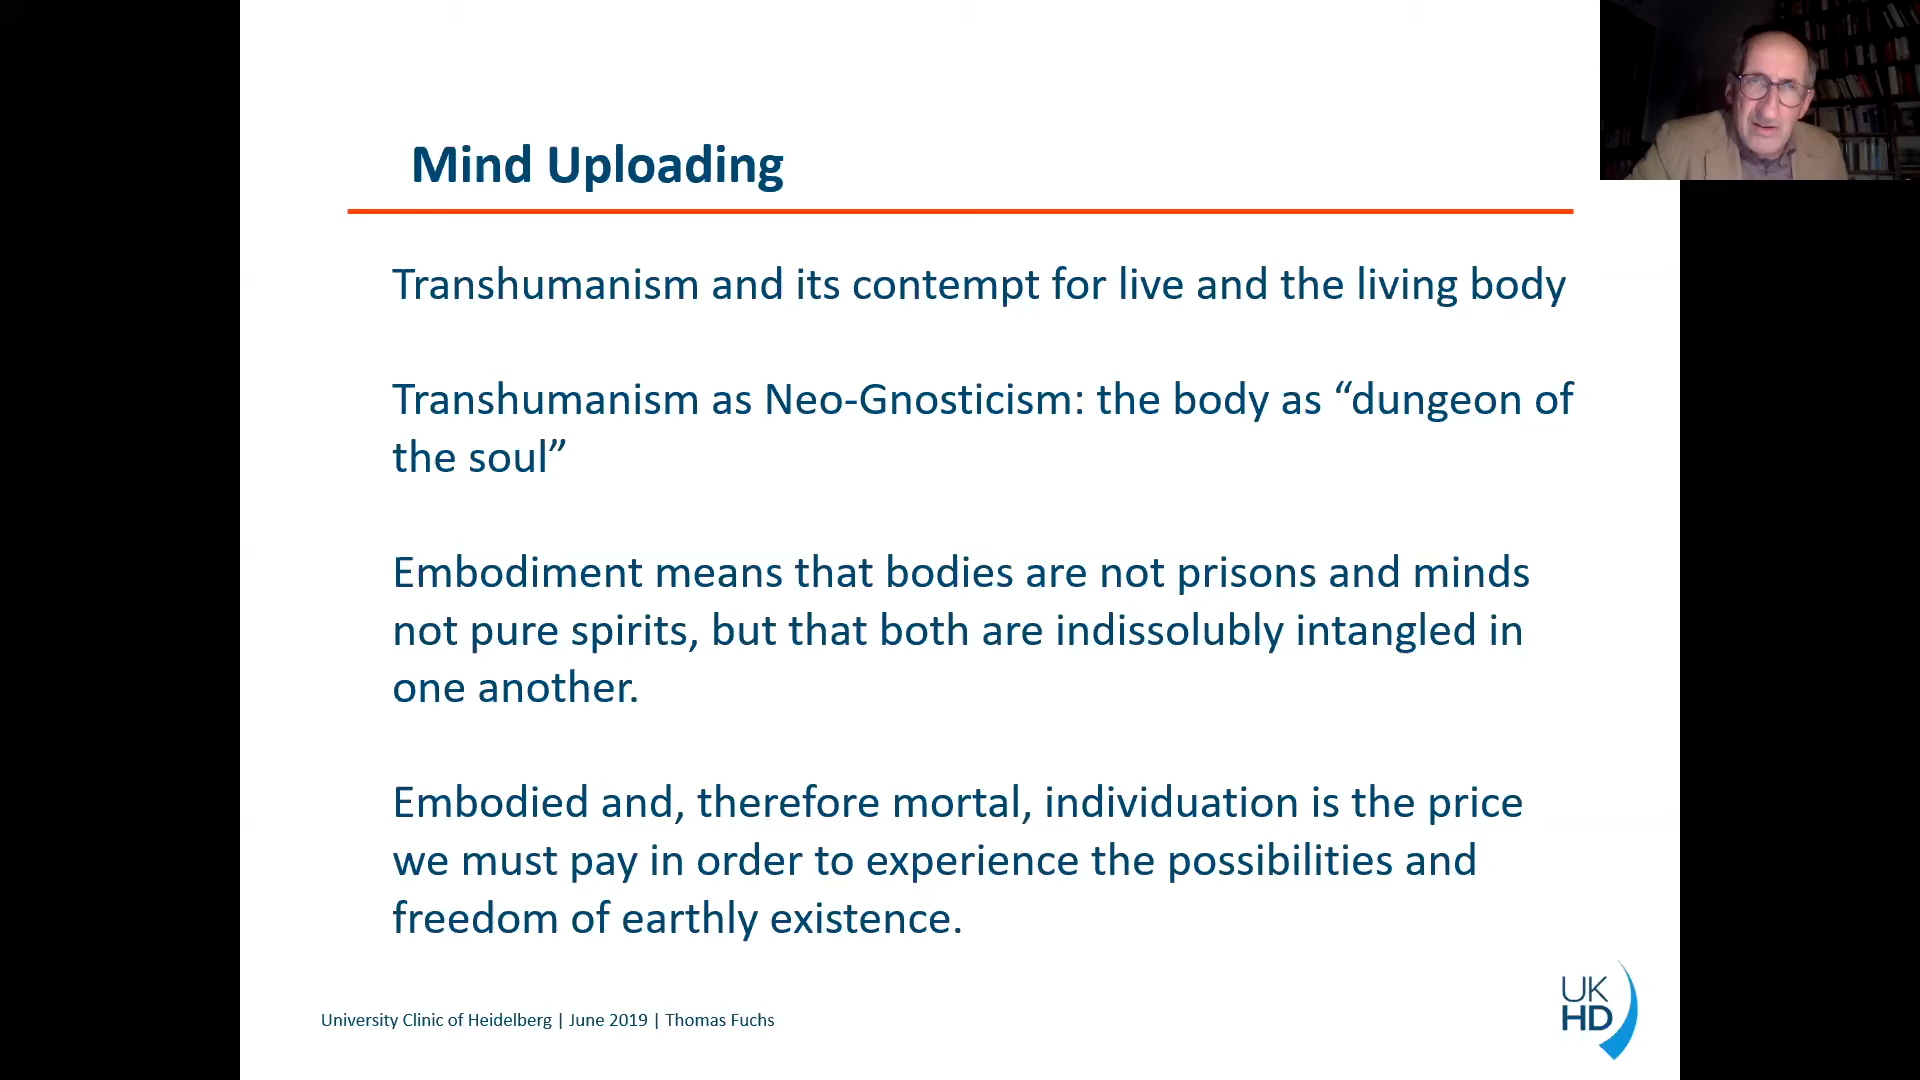 Mind Uploading
Transhumanism and its contempt for live and the living body
Transhumanism as Neo-Gnosticism: the body as “dungeon of
the soul”
Embodiment means that bodies are not prisons and minds
not pure spirits, but that both are indissolubly intangled in
one another.
Embodied and, therefore mortal, individuation is the price
we must pay in order to experience the possibilities and
freedom of earthly existence.
University Clinic of Heidelberg | June 2019 | Thomas Fuchs
UK
HD